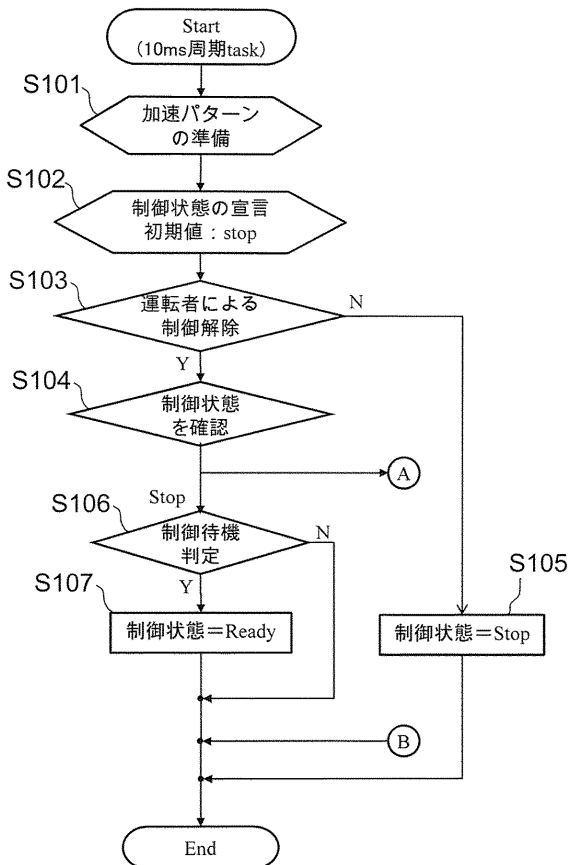 Start
(10ms周期task)
S101
加速パターン
の準備
S102
制御状態の宣言
初期値：stop
S103
運転者による
制御解除
N
Y
S104
制御状態
を確認
A
Stop
S106
制御待機
判定
N
Y
S107
制御状態＝Ready
S105
制御状態＝Stop
B
End